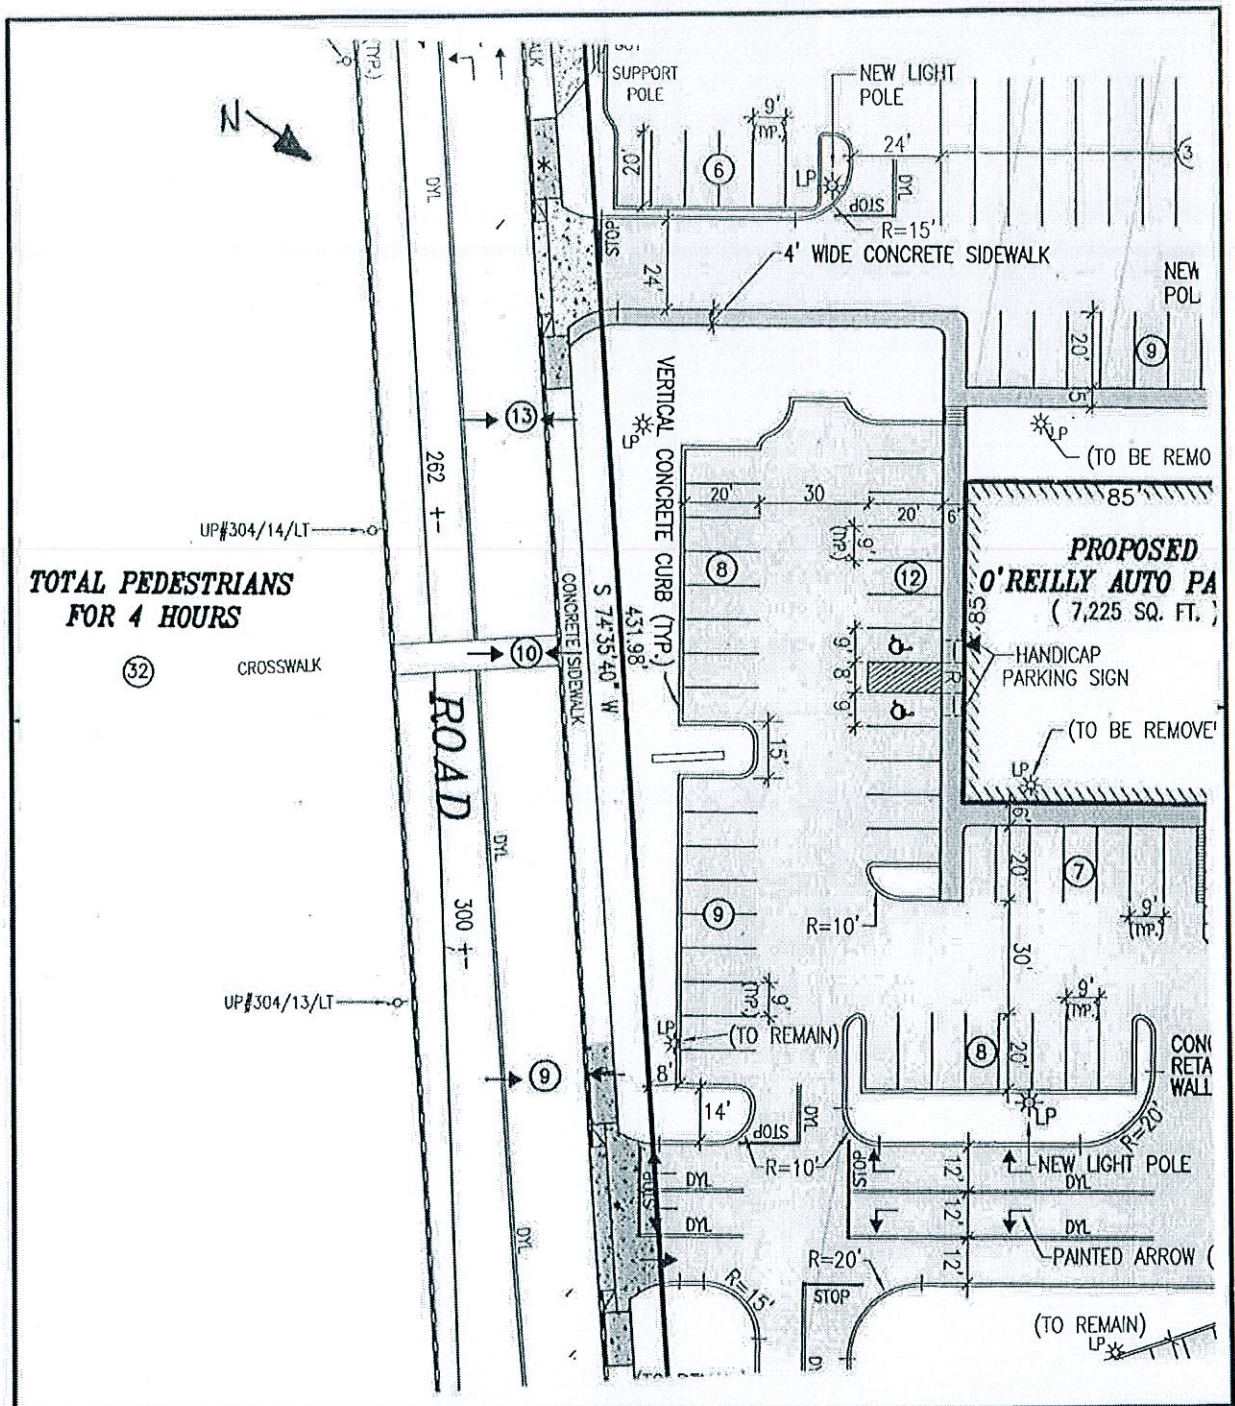 N
(TYP.)
SUPPORT
POLE
NEW LIGHT
POLE
9'
(TYP.)
20'
6
LP
24'
DYL
STOP
R=15'
3
DYL
STOP
24'
4' WIDE CONCRETE SIDEWALK
NEW
POL
20'
9
5'
13
LP
VERTICAL CONCRETE CURB (TYP.)
LP
(TO BE REMO
262 +-
20'
30
20'
6'
85'
UP#304/14/LT
9'
(TYP.)
8
12
PROPOSED
O'REILLY AUTO PA
( 7,225 SQ. FT. )
85'
TOTAL PEDESTRIANS
FOR 4 HOURS
32
CROSSWALK
10
CONCRETE SIDEWALK
S 74°35'40" W
431.98'
9'
8'
9'
R
HANDICAP
PARKING SIGN
ROAD
15'
(TO BE REMOVE
LP
6'
DYL
300 +-
9
20'
7
9'
(TYP.)
R=10'
30'
UP#304/13/LT
9'
(TYP.)
9'
(TYP.)
LP
(TO REMAIN)
8
20'
CONC
RETA
WALL
9
8'
14'
DYL
STOP
LP
R=20'
R=10'
STOP
STOP
12'
NEW LIGHT POLE
DYL
DYL
DYL
12'
DYL
DYL
R=20'
12'
PAINTED ARROW (
R=15'
STOP
(TO REMAIN)
LP